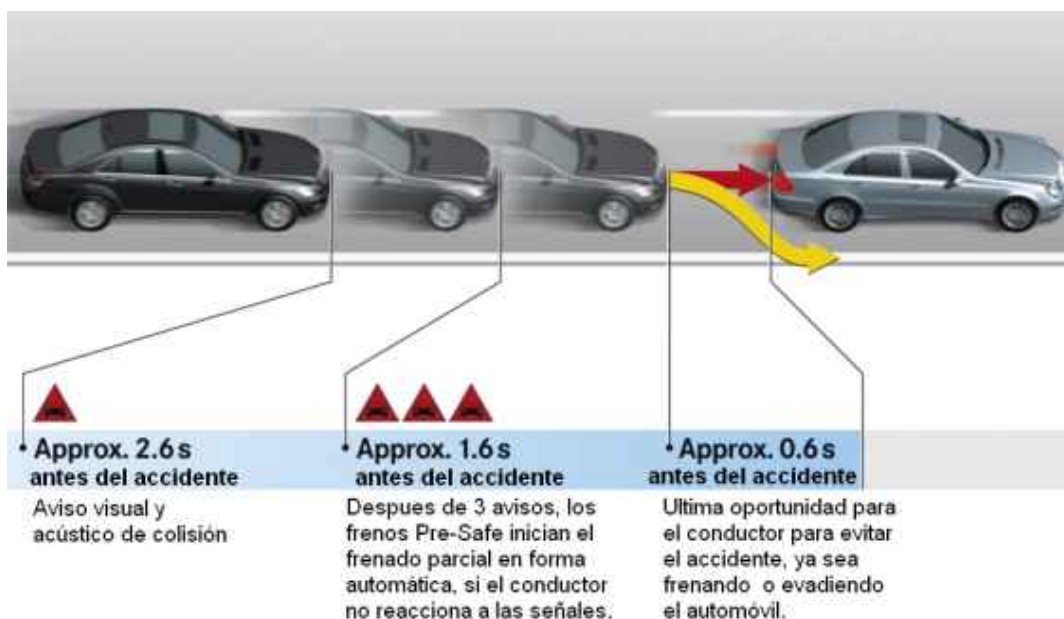 Approx. 2.6 s
antes del accidente
Aviso visual y
acústico de colisión
Approx. 1.6 s
antes del accidente
Despues de 3 avisos, los
frenos Pre-Safe inician el
frenado parcial en forma
automática, si el conductor
no reacciona a las señales.
Approx. 0.6 s
antes del accidente
Ultima oportunidad para
el conductor para evitar
el accidente, ya sea
frenando o evadiendo
el automóvil.